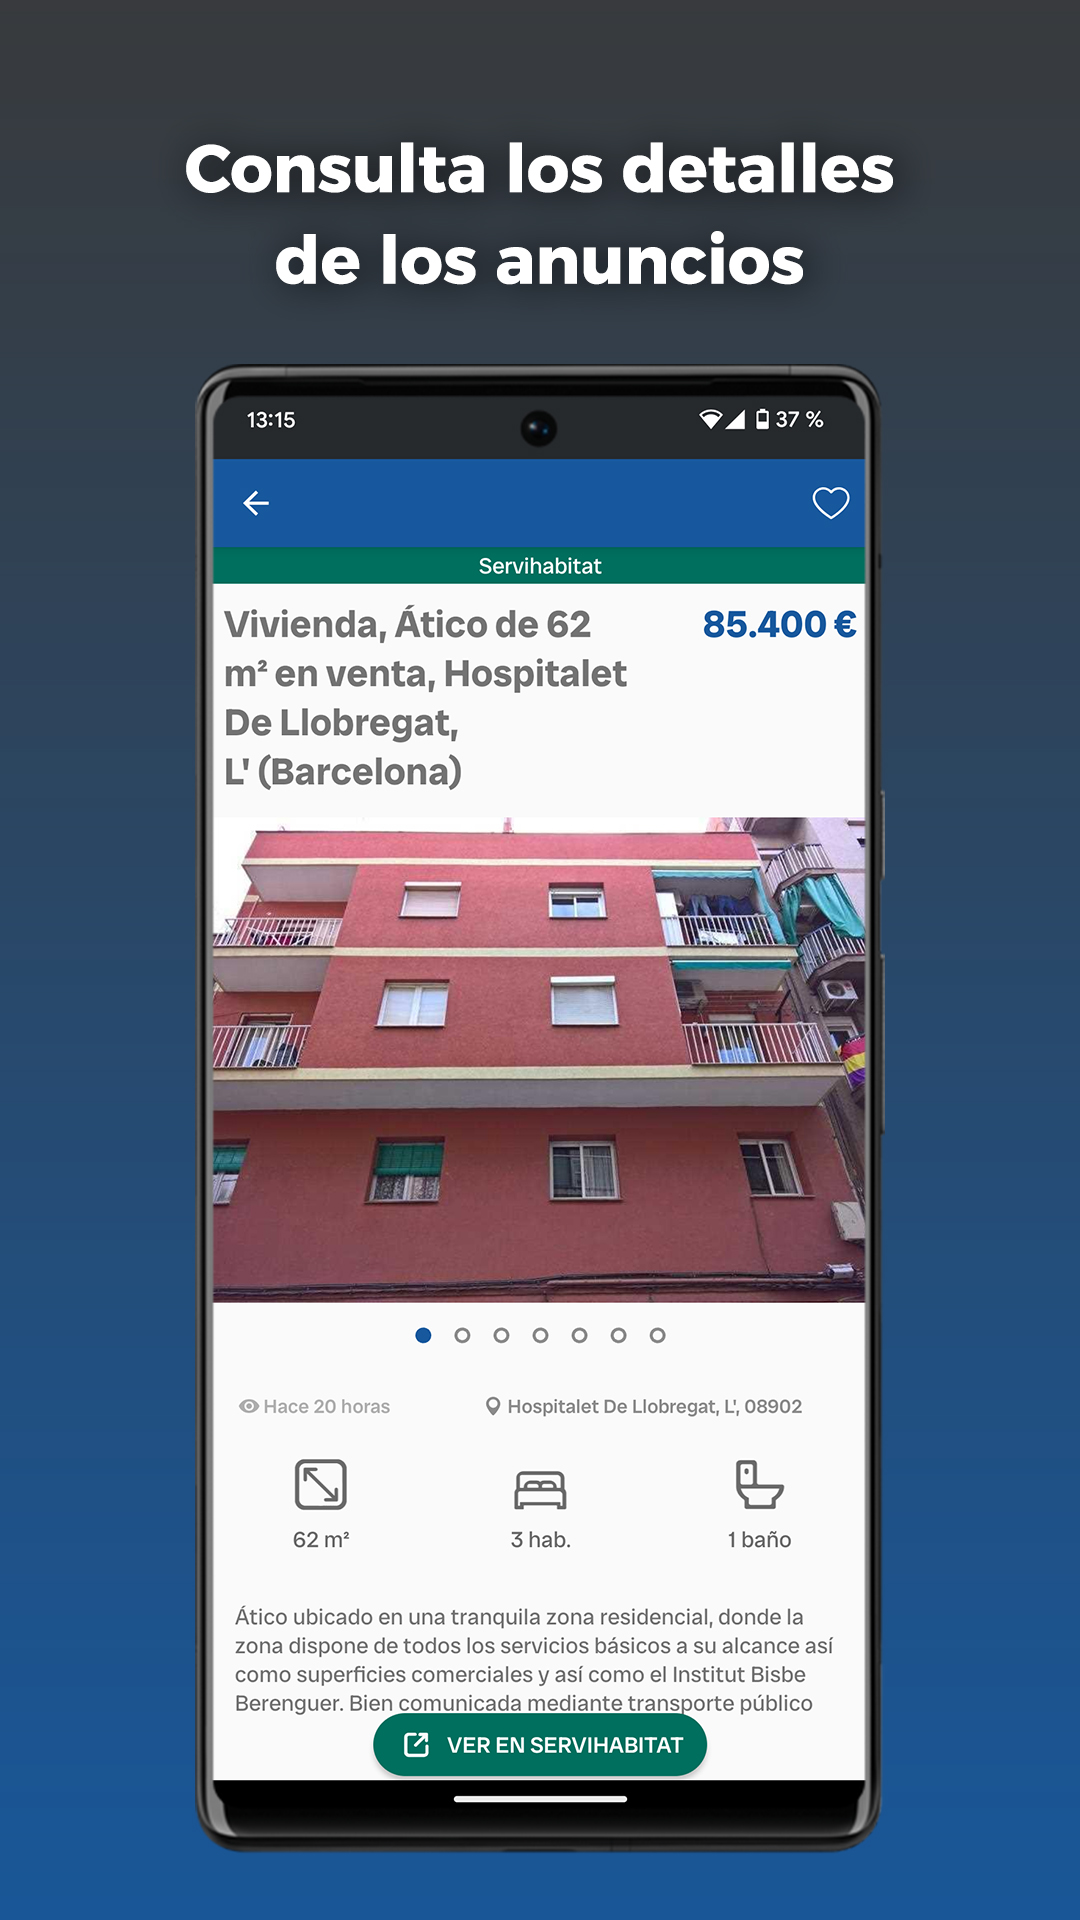 Consulta los detalles
de los anuncios
13:15
37 %
Servihabitat
Vivienda, Ático de 62
m² en venta, Hospitalet
De Llobregat,
L' (Barcelona)
85.400 €
Hace 20 horas
Hospitalet De Llobregat, L', 08902
62 m²
3 hab.
1 baño
Ático ubicado en una tranquila zona residencial, donde la
zona dispone de todos los servicios básicos a su alcance así
como superficies comerciales y así como el Institut Bisbe
Berenguer. Bien comunicada mediante transporte público
VER EN SERVIHABITAT